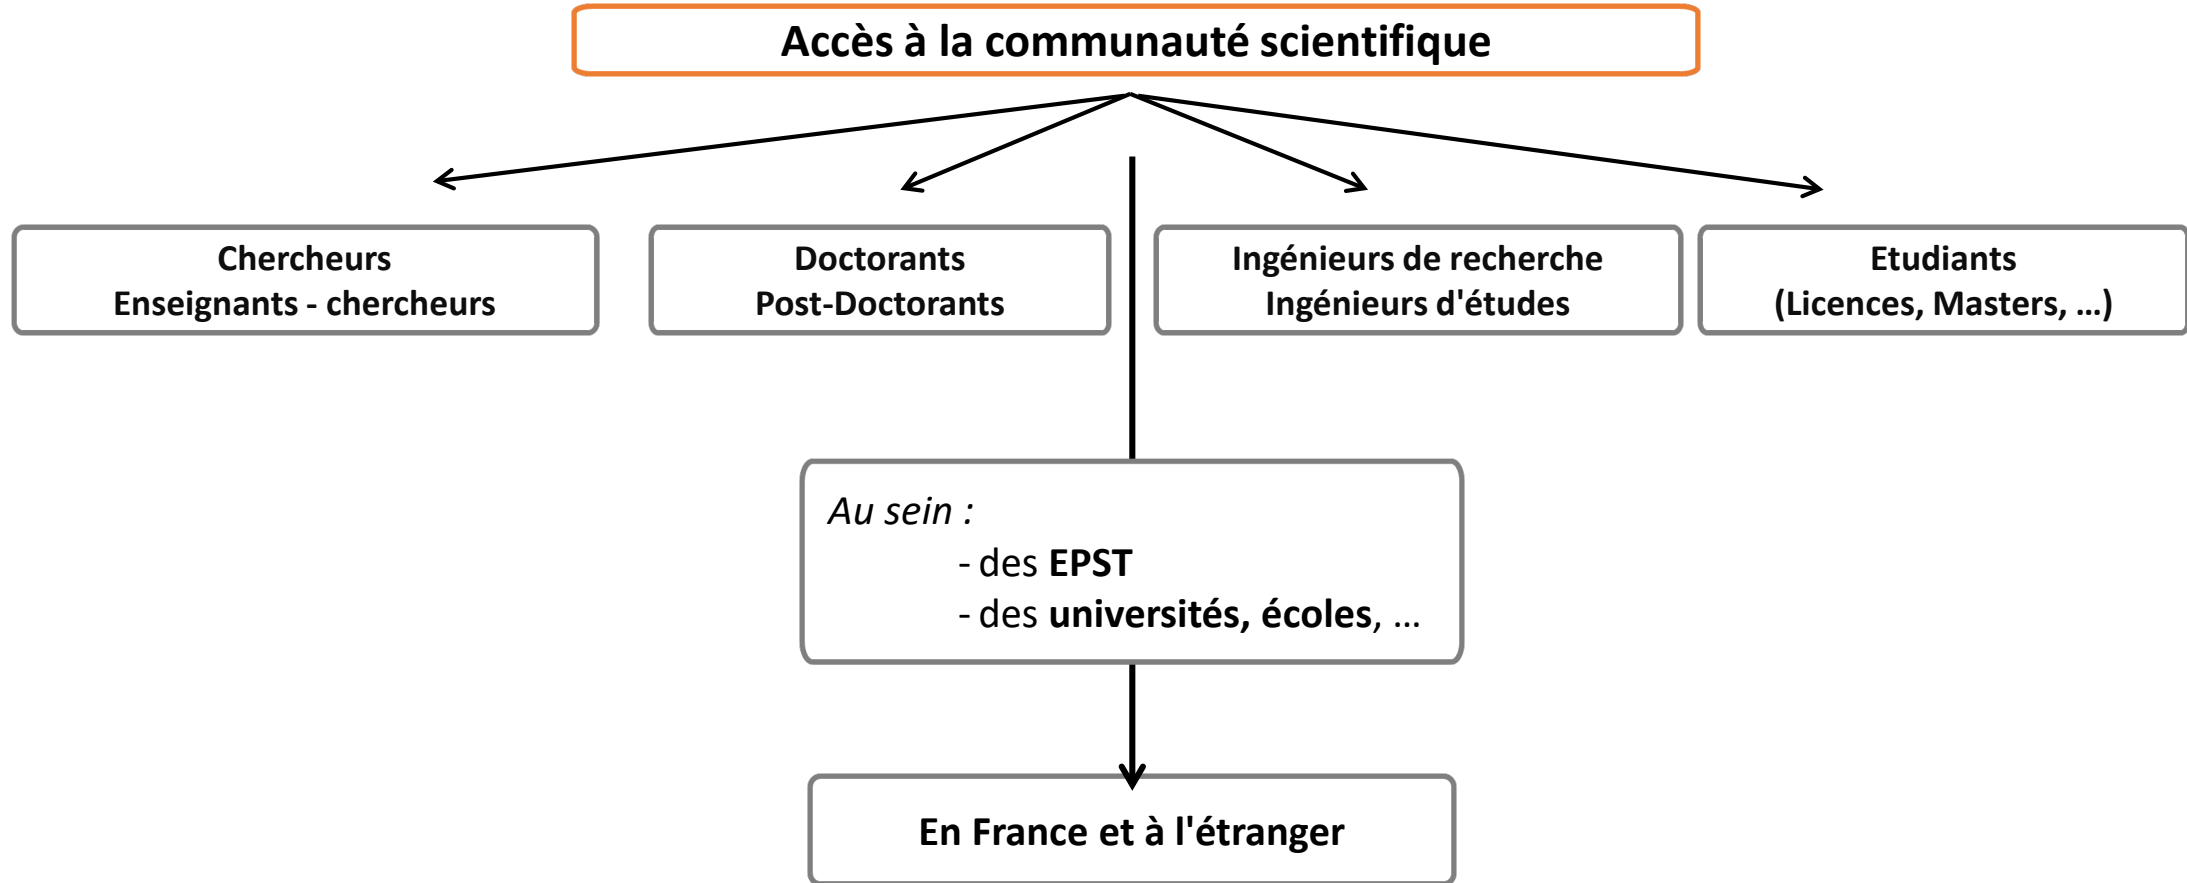 Accès à la communauté scientifique
Chercheurs
Enseignants - chercheurs
Doctorants
Post-Doctorants
Ingénieurs de recherche
Ingénieurs d'études
Etudiants
(Licences, Masters, ...)
Au sein :
- des EPST
- des universités, écoles, ...
En France et à l'étranger